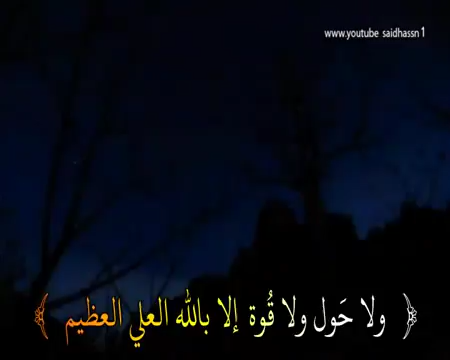 www.youtube saidhassn1
﴿ ولا حَول ولا قُوة إلا بالله العلي العظيم ﴾